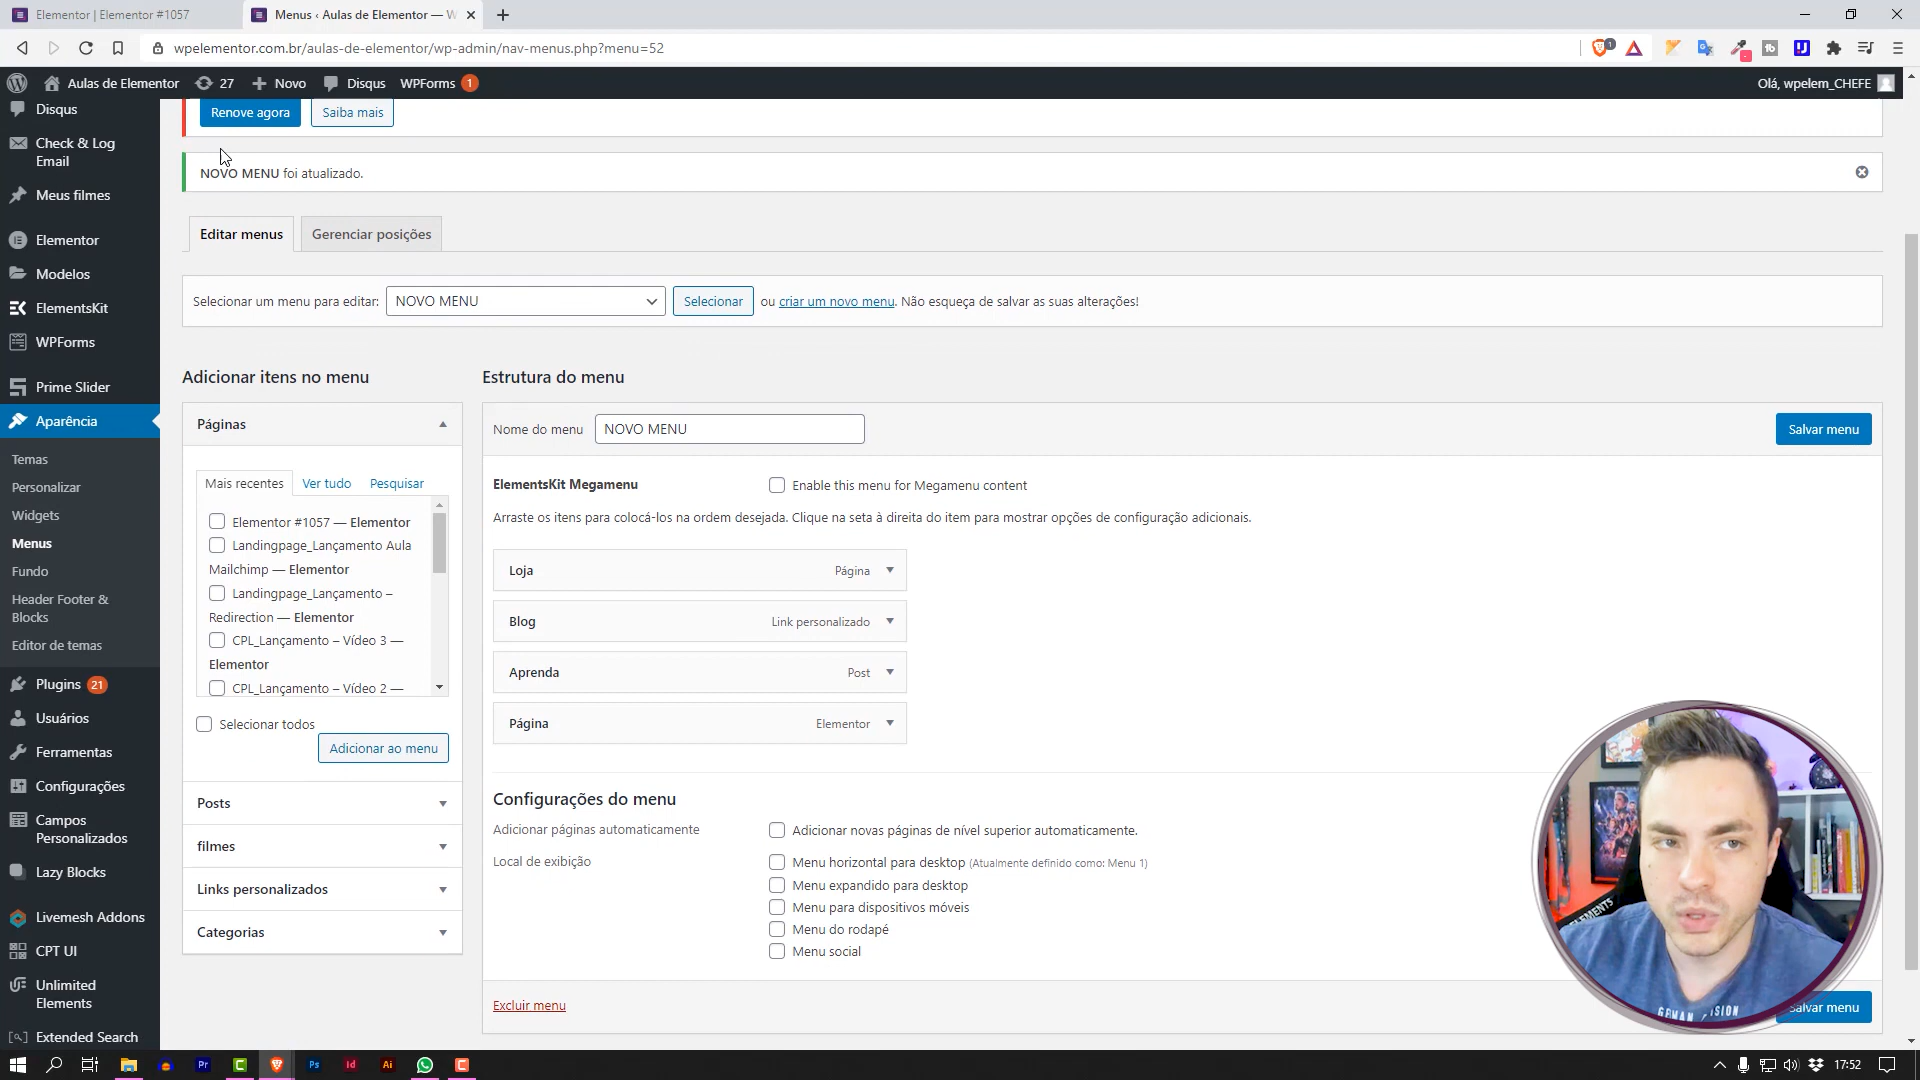 Elementor | Elementor #1057
Menus ‹ Aulas de Elementor — W
wpelementor.com.br/aulas-de-elementor/wp-admin/nav-menus.php?menu=52
Aulas de Elementor 27 Novo Disqus WPForms 1
Olá, wpelem_CHEFE
Disqus
Check & Log
Email
Meus filmes
Elementor
Modelos
ElementsKit
WPForms
Prime Slider
Aparência
Temas
Personalizar
Widgets
Menus
Fundo
Header Footer &
Blocks
Editor de temas
Plugins 21
Usuários
Ferramentas
Configurações
Campos
Personalizados
Lazy Blocks
Livemesh Addons
CPT UI
Unlimited
Elements
Extended Search
Renove agora
Saiba mais
NOVO MENU foi atualizado.
Editar menus
Gerenciar posições
Selecionar um menu para editar: NOVO MENU Selecionar ou criar um novo menu. Não esqueça de salvar as suas alterações!
Adicionar itens no menu
Páginas
Mais recentes Ver tudo Pesquisar
Elementor #1057 — Elementor
Landingpage_Lançamento Aula
Mailchimp — Elementor
Landingpage_Lançamento –
Redirection — Elementor
CPL_Lançamento – Vídeo 3 —
Elementor
CPL_Lançamento – Vídeo 2 —
Selecionar todos
Adicionar ao menu
Posts
filmes
Links personalizados
Categorias
Estrutura do menu
Nome do menu NOVO MENU
Salvar menu
ElementsKit Megamenu Enable this menu for Megamenu content
Arraste os itens para colocá-los na ordem desejada. Clique na seta à direita do item para mostrar opções de configuração adicionais.
Loja Página
Blog Link personalizado
Aprenda Post
Página Elementor
Configurações do menu
Adicionar páginas automaticamente Adicionar novas páginas de nível superior automaticamente.
Local de exibição Menu horizontal para desktop (Atualmente definido como: Menu 1)
Menu expandido para desktop
Menu para dispositivos móveis
Menu do rodapé
Menu social
Excluir menu
Salvar menu
17:52